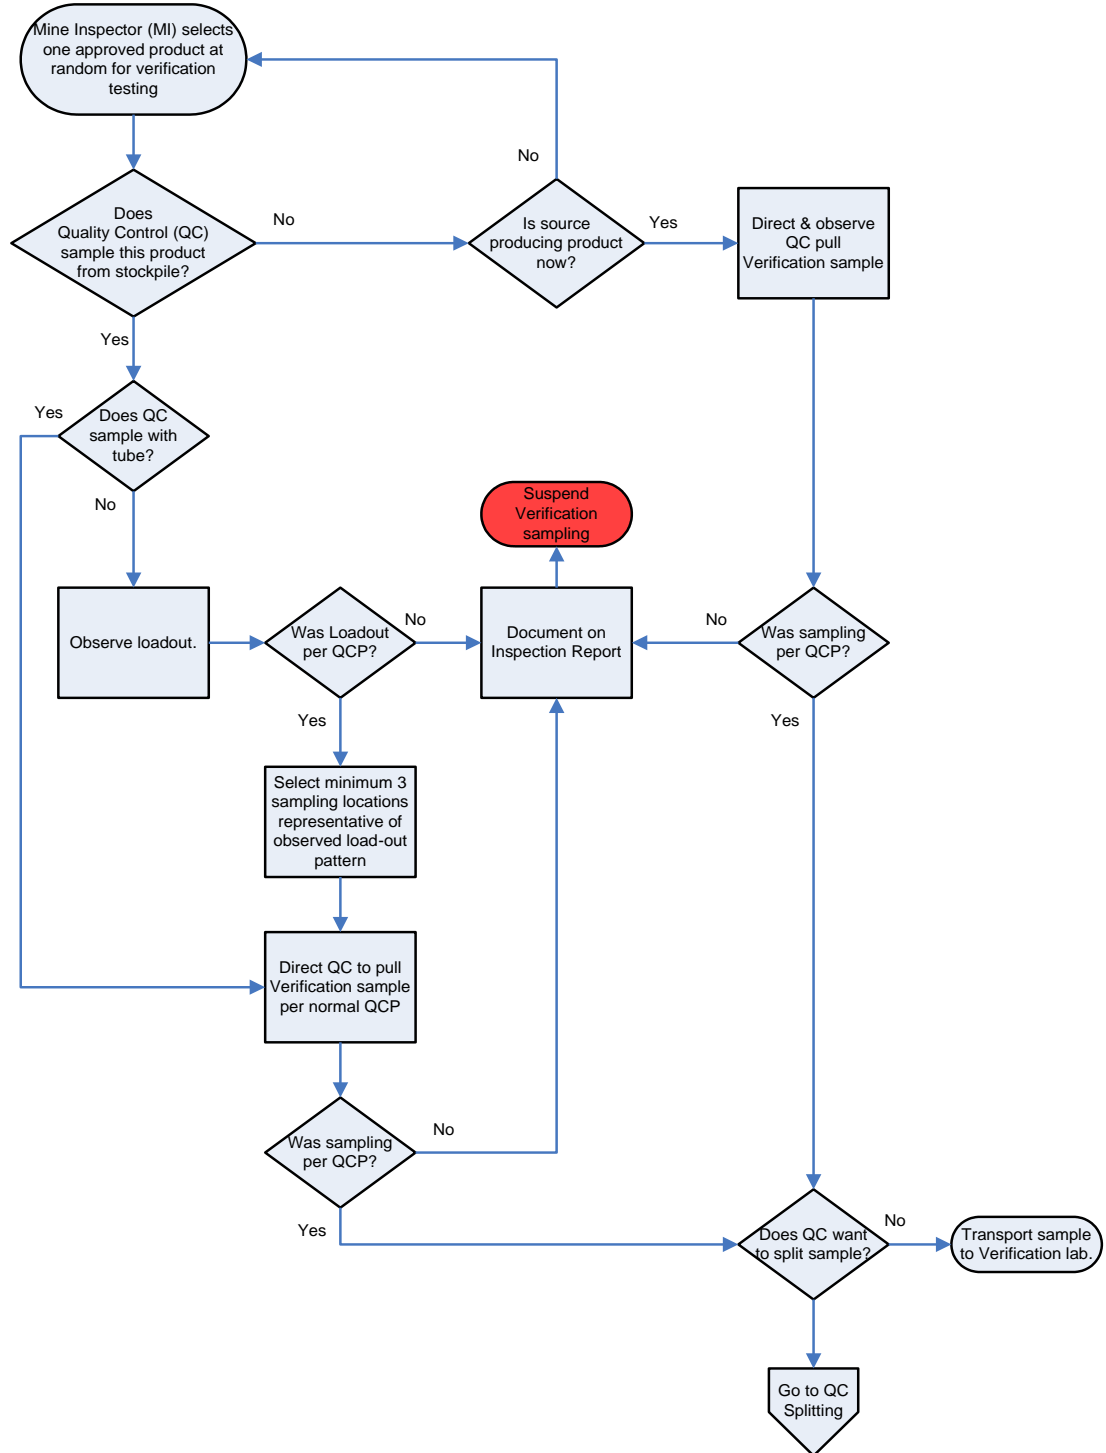 Mine Inspector (MI) selects
one approved product at
random for verification
testing
No
Does
Quality Control (QC)
sample this product
from stockpile?
No
Is source
producing product
now?
Yes
Direct & observe
QC pull
Verification sample
Yes
Yes
Does QC
sample with
tube?
No
Suspend
Verification
sampling
Observe loadout.
Was Loadout
per QCP?
No
Document on
Inspection Report
No
Was sampling
per QCP?
Yes
Yes
Select minimum 3
sampling locations
representative of
observed load-out
pattern
Direct QC to pull
Verification sample
per normal QCP
Was sampling
per QCP?
No
Yes
Does QC want
to split sample?
No
Transport sample
to Verification lab.
Go to QC
Splitting